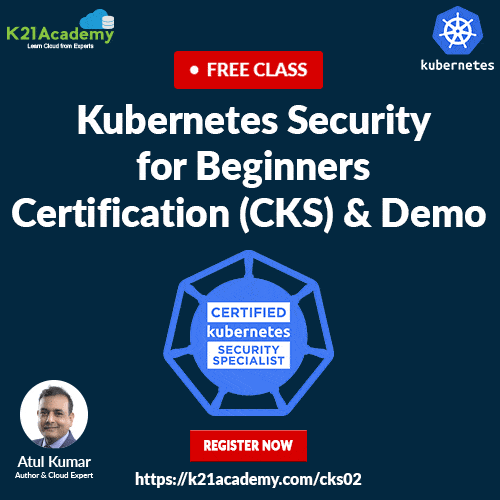 K21Academy
Learn Cloud from Experts
kubernetes
FREE CLASS
Kubernetes Security
for Beginners
Certification (CKS) & Demo
CERTIFIED
kubernetes
SECURITY
SPECIALIST
Atul Kumar
Author & Cloud Expert
REGISTER NOW
https://k21academy.com/cks02